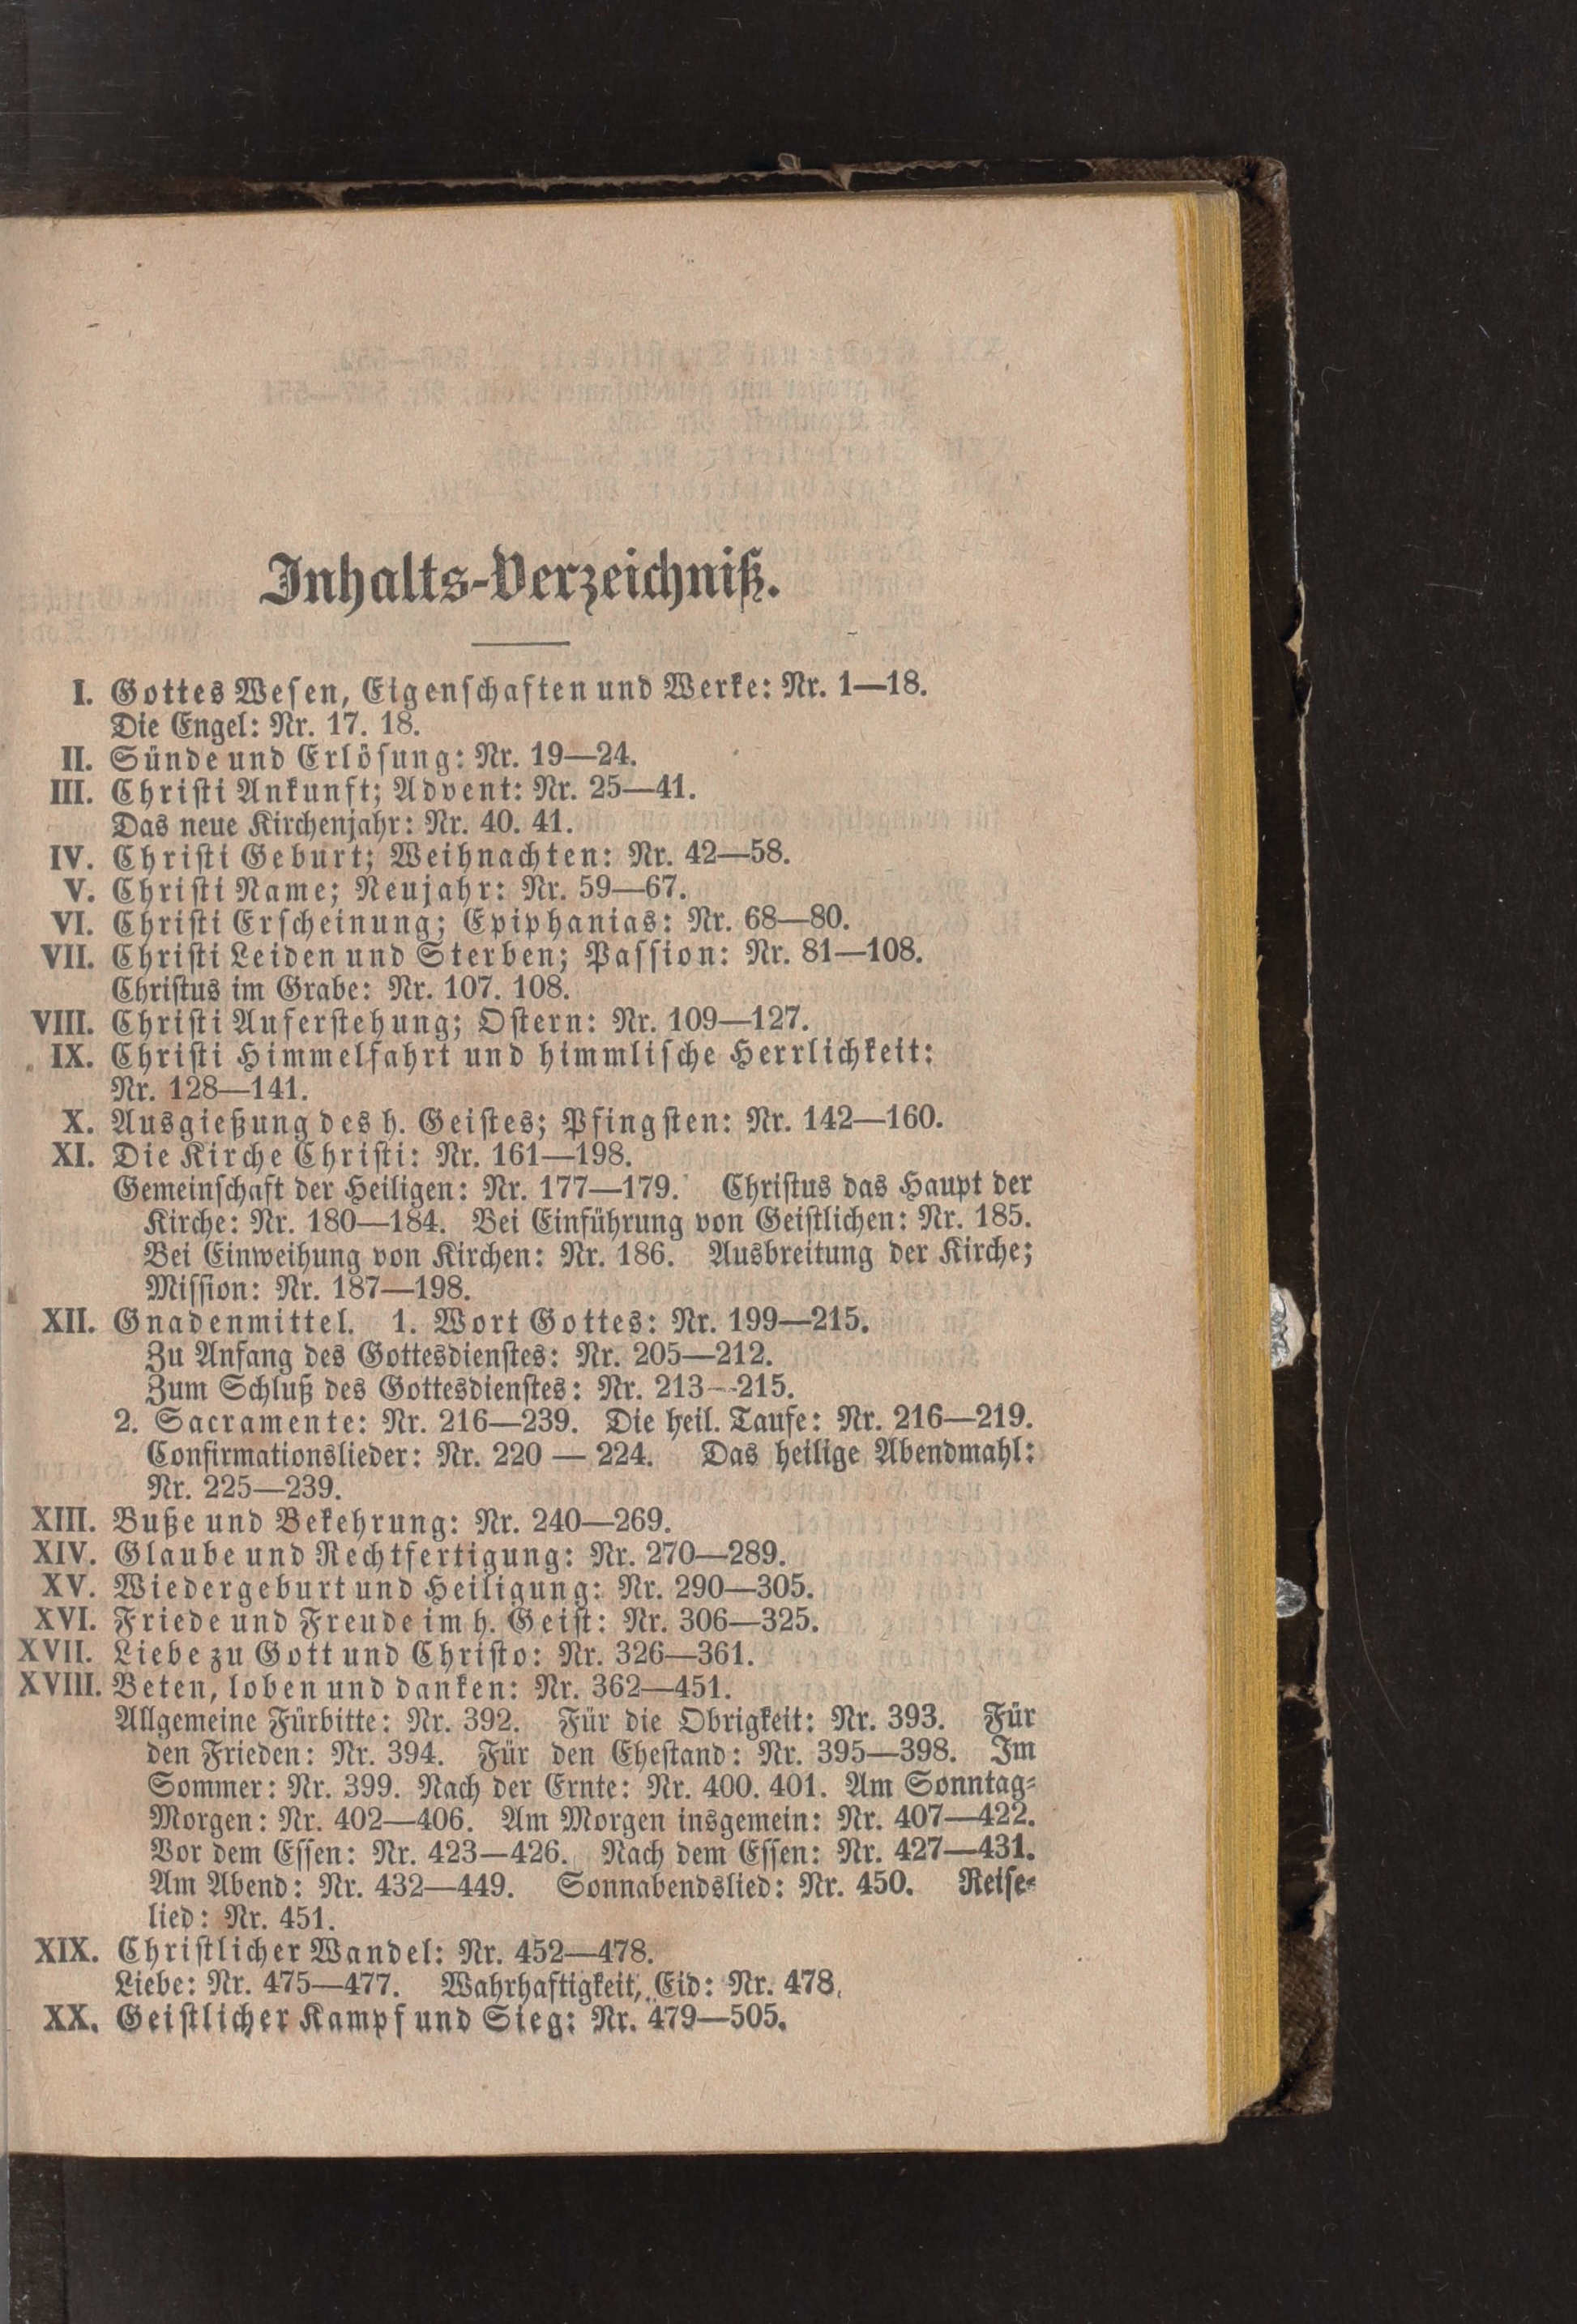 Inhalts-Verzeichniß.
I. Gottes Wesen, Eigenschaften und Werke: Nr. 1—18.
Die Engel: Nr. 17. 18.
II. Sünde und Erlösung: Nr. 19—24.
III. Christi Ankunft; Advent: Nr. 25—41.
Das neue Kirchenjahr: Nr. 40. 41.
IV. Christi Geburt; Weihnachten: Nr. 42—58.
V. Christi Name; Neujahr: Nr. 59—67.
VI. Christi Erscheinung; Epiphanias: Nr. 68—80.
VII. Christi Leiden und Sterben; Passion: Nr. 81—108.
Christus im Grabe: Nr. 107. 108.
VIII. Christi Auferstehung; Ostern: Nr. 109—127.
IX. Christi Himmelfahrt und himmlische Herrlichkeit:
Nr. 128—141.
X. Ausgießung des h. Geistes; Pfingsten: Nr. 142—160.
XI. Die Kirche Christi: Nr. 161—198.
Gemeinschaft der Heiligen: Nr. 177—179. Christus das Haupt der
Kirche: Nr. 180—184. Bei Einführung von Geistlichen: Nr. 185.
Bei Einweihung von Kirchen: Nr. 186. Ausbreitung der Kirche;
Mission: Nr. 187—198.
XII. Gnadenmittel. 1. Wort Gottes: Nr. 199—215.
Zu Anfang des Gottesdienstes: Nr. 205—212.
Zum Schluß des Gottesdienstes: Nr. 213—215.
2. Sacramente: Nr. 216—239. Die heil. Taufe: Nr. 216—219.
Confirmationslieder: Nr. 220 — 224. Das heilige Abendmahl:
Nr. 225—239.
XIII. Buße und Bekehrung: Nr. 240—269.
XIV. Glaube und Rechtfertigung: Nr. 270—289.
XV. Wiedergeburt und Heiligung: Nr. 290—305.
XVI. Friede und Freude im h. Geist: Nr. 306—325.
XVII. Liebe zu Gott und Christo: Nr. 326—361.
XVIII. Beten, loben und danken: Nr. 362—451.
Allgemeine Fürbitte: Nr. 392. Für die Obrigkeit: Nr. 393. Für
den Frieden: Nr. 394. Für den Ehestand: Nr. 395—398. Im
Sommer: Nr. 399. Nach der Ernte: Nr. 400. 401. Am Sonntag-
Morgen: Nr. 402—406. Am Morgen insgemein: Nr. 407—422.
Vor dem Essen: Nr. 423—426. Nach dem Essen: Nr. 427—431.
Am Abend: Nr. 432—449. Sonnabendslied: Nr. 450. Reise-
lied: Nr. 451.
XIX. Christlicher Wandel: Nr. 452—478.
Liebe: Nr. 475—477. Wahrhaftigkeit, Eid: Nr. 478.
XX. Geistlicher Kampf und Sieg: Nr. 479—505.